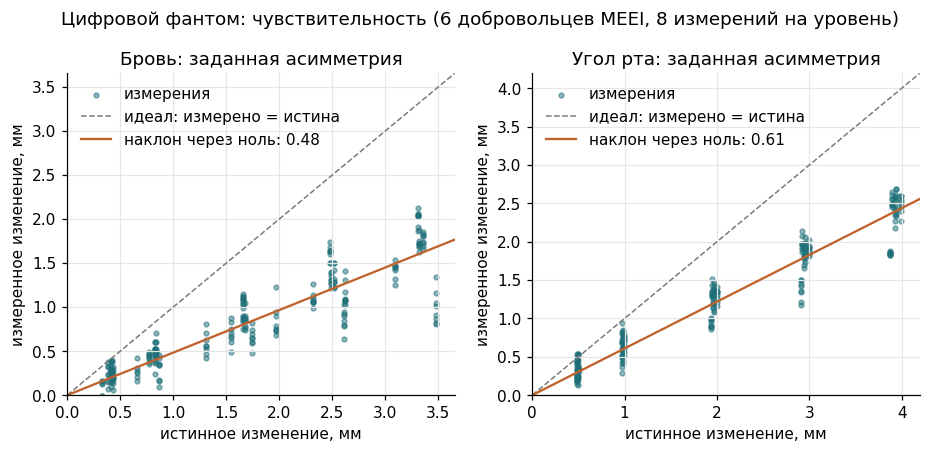 Цифровой фантом: чувствительность (6 добровольцев MEEI, 8 измерений на уровень)
Бровь: заданная асимметрия
измерения
идеал: измерено = истина
наклон через ноль: 0.48
измеренное изменение, мм
3.5
3.0
2.5
2.0
1.5
1.0
0.5
0.0
0.0 0.5 1.0 1.5 2.0 2.5 3.0 3.5
истинное изменение, мм
Угол рта: заданная асимметрия
измерения
идеал: измерено = истина
наклон через ноль: 0.61
измеренное изменение, мм
4.0
3.5
3.0
2.5
2.0
1.5
1.0
0.5
0.0
0 1 2 3 4
истинное изменение, мм